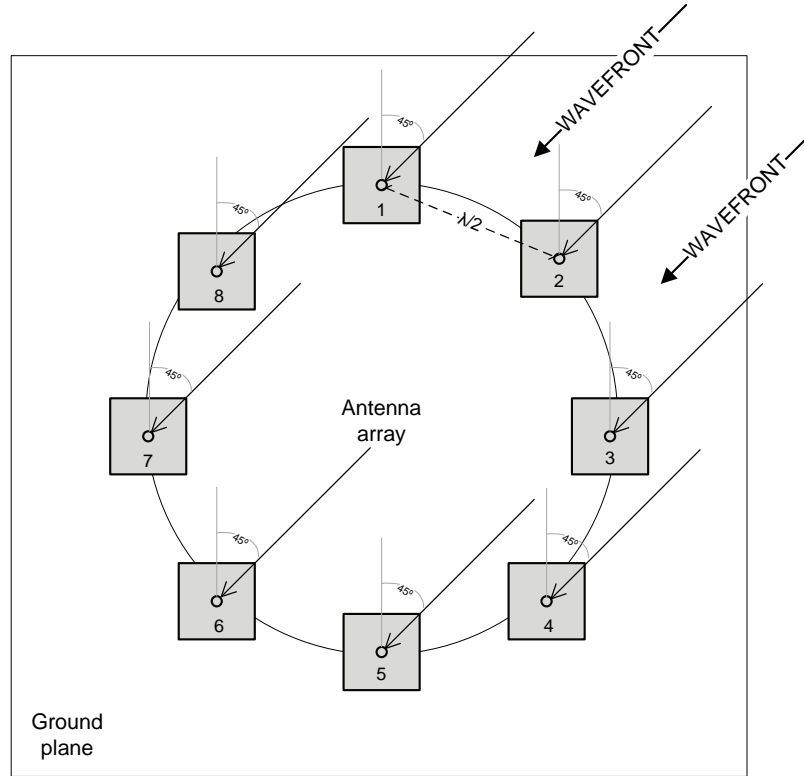 WAVEFRONT
WAVEFRONT
45º
1
λ/2
45º
2
45º
8
45º
3
45º
7
Antenna
array
45º
6
45º
5
45º
4
Ground
plane